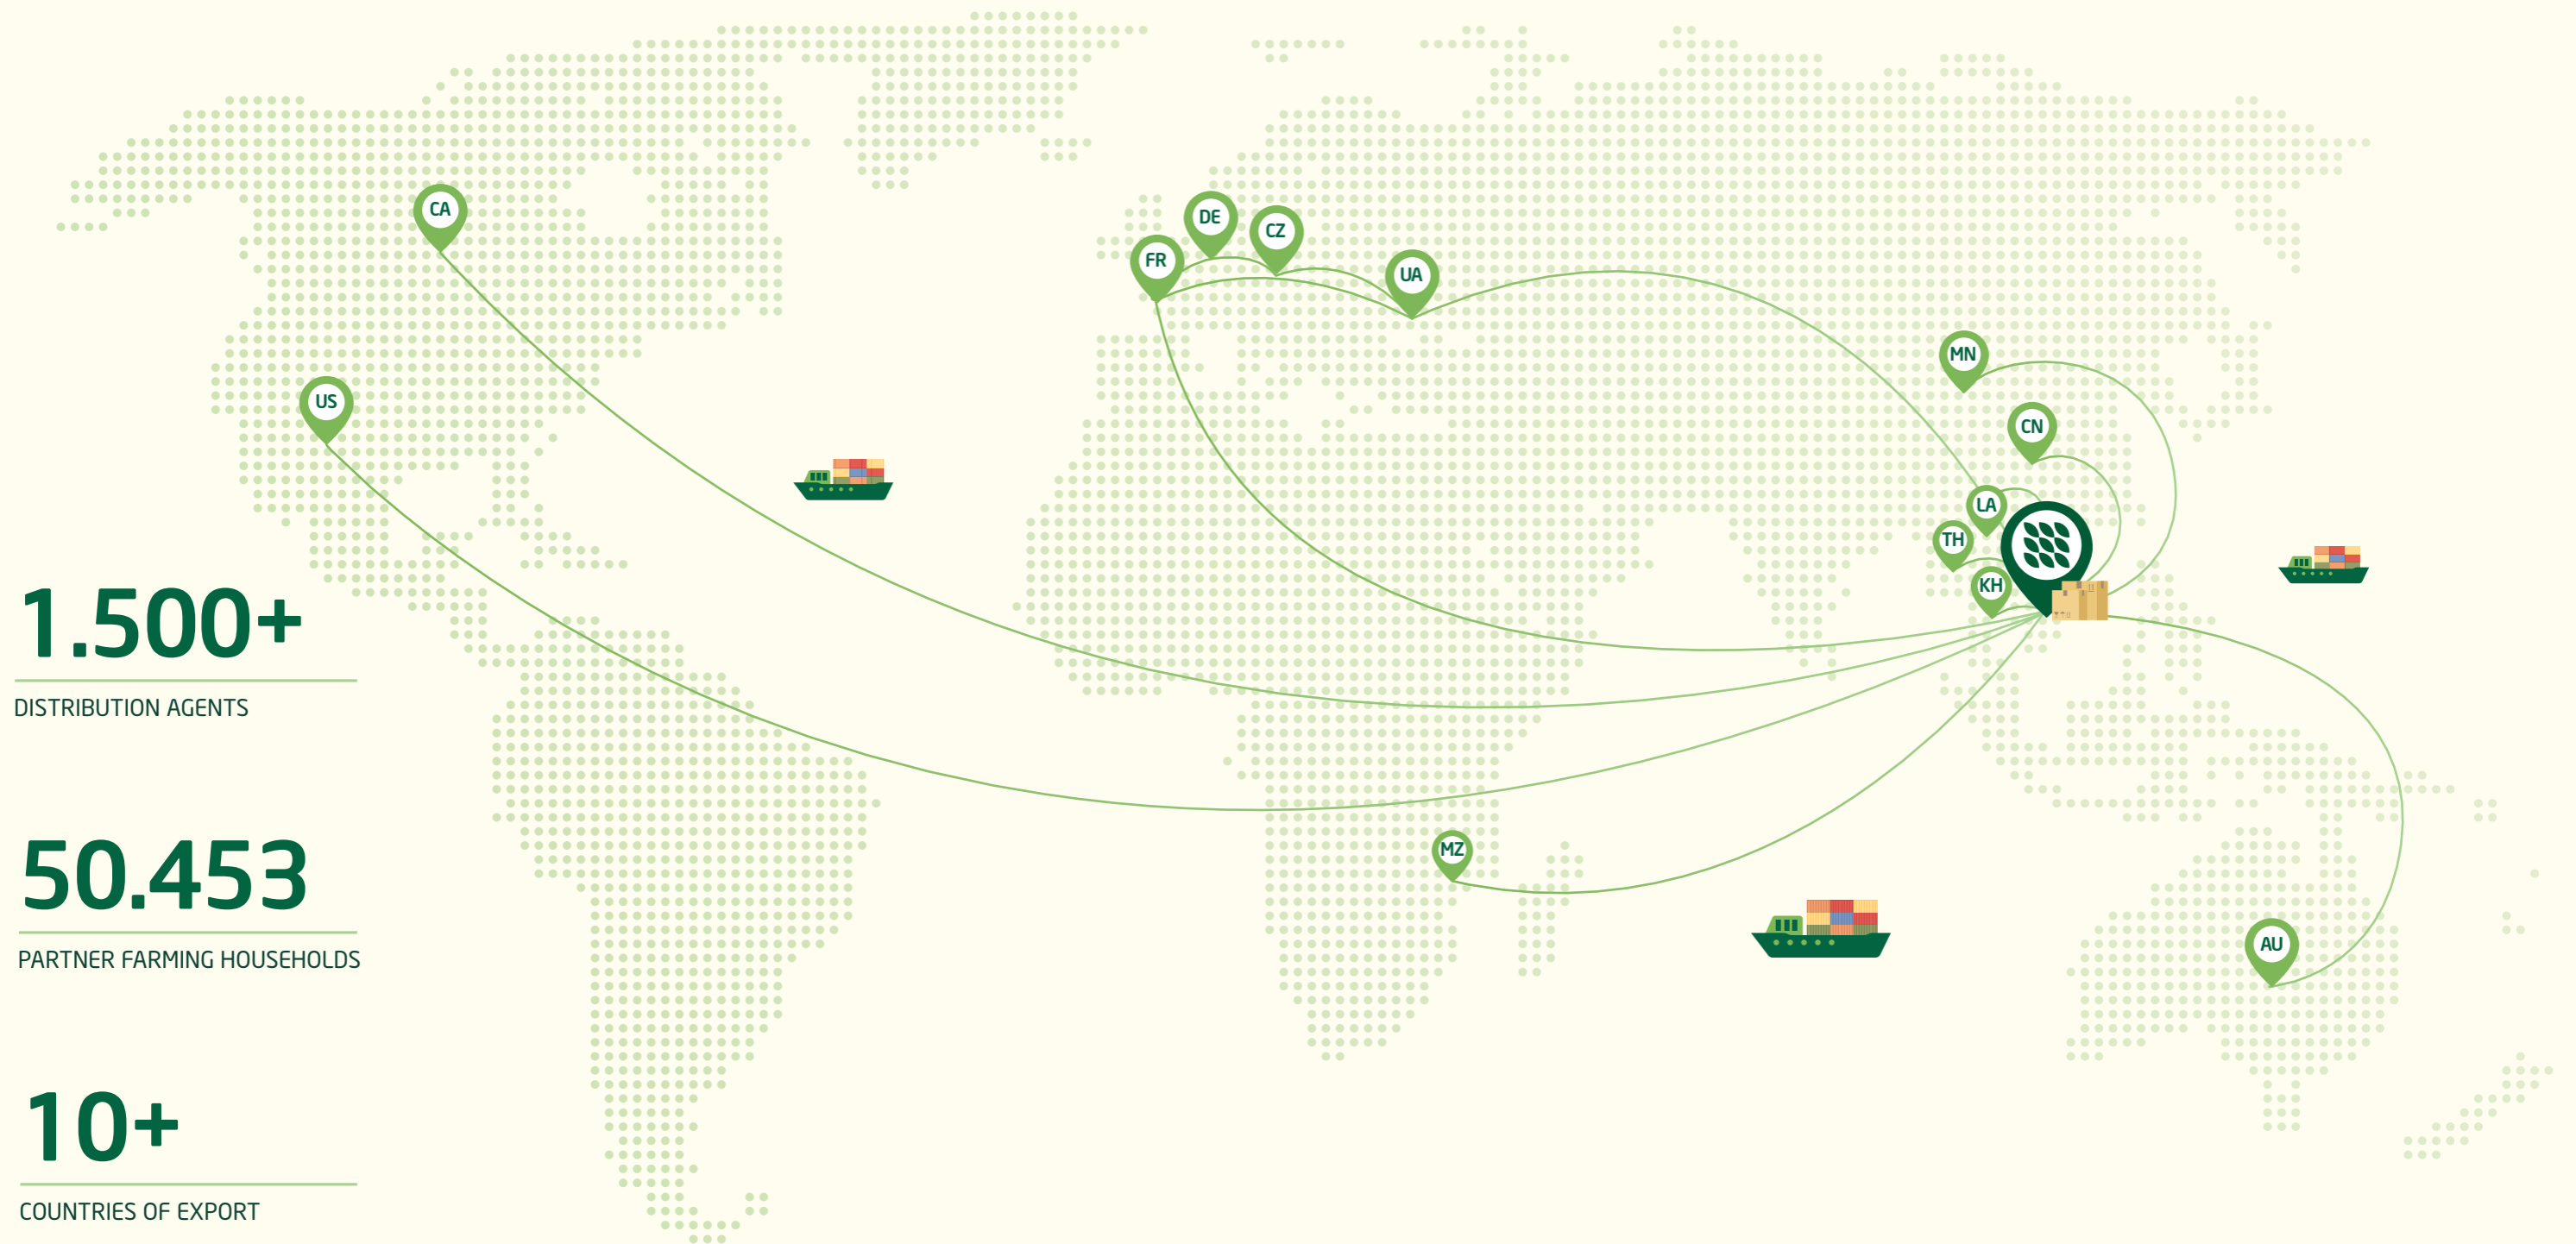 CA
DE
CZ
FR
UA
MN
US
CN
LA
TH
KH
1.500+
DISTRIBUTION AGENTS
50.453
PARTNER FARMING HOUSEHOLDS
MZ
AU
10+
COUNTRIES OF EXPORT